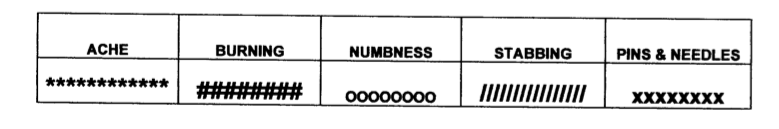 ACHE BURNING NUMBNESS STABBING PINS & NEEDLES
************ ######## OOOOOOOO /////////////// XXXXXXXX